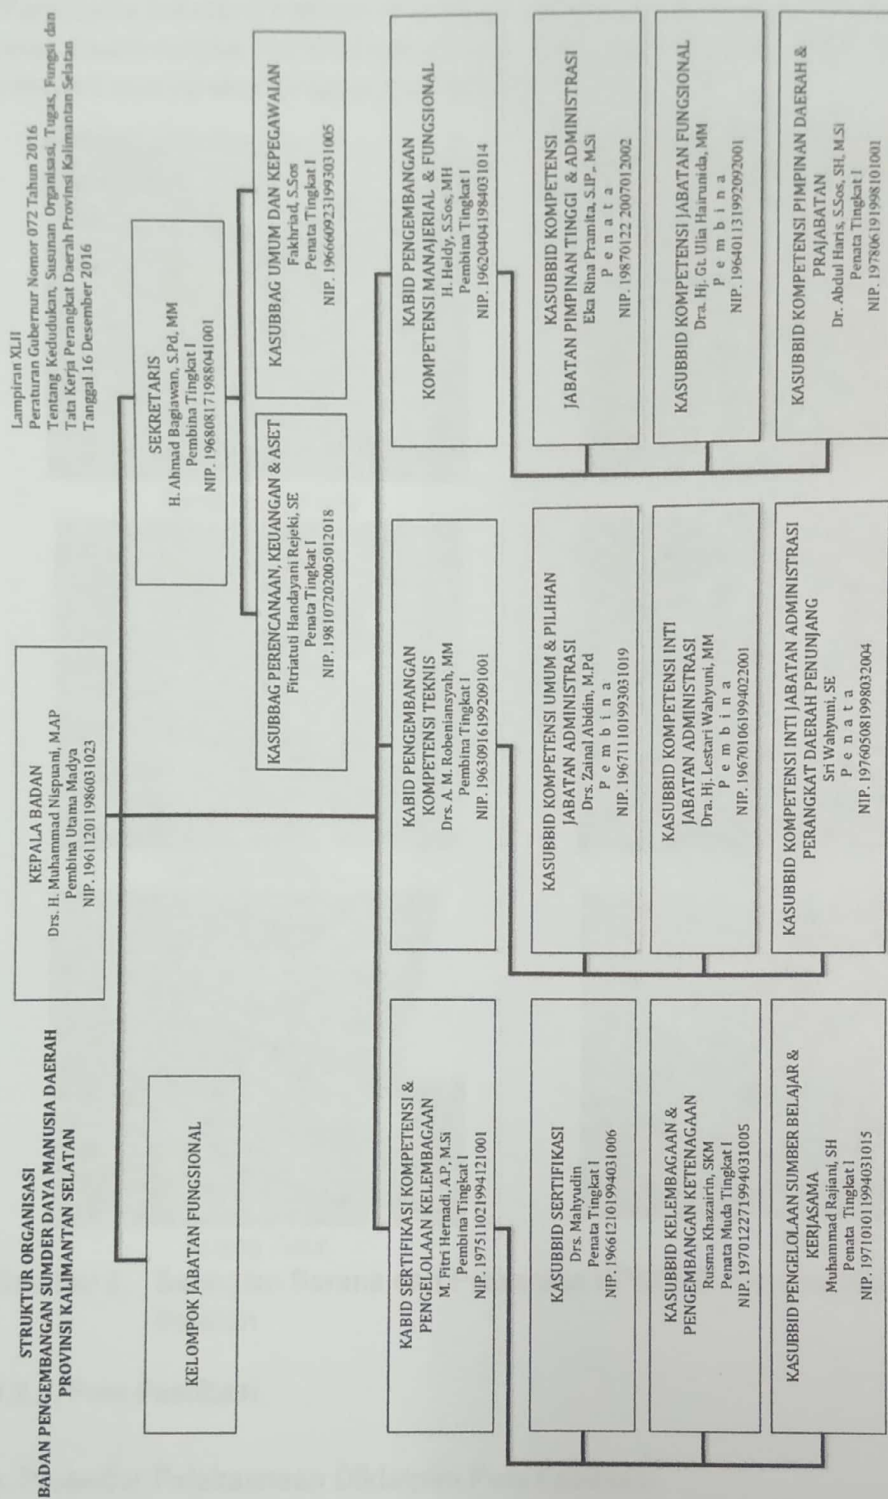 STRUKTUR ORGANISASI
BADAN PENGEMBANGAN SUMBER DAYA MANUSIA DAERAH
PROVINSI KALIMANTAN SELATAN
Lampiran XLII
Peraturan Gubernur Nomor 072 Tahun 2016
Tentang Kedudukan, Susunan Organisasi, Tugas, Fungsi dan
Tata Kerja Perangkat Daerah Provinsi Kalimantan Selatan
Tanggal 16 Desember 2016
KEPALA BADAN
Drs. H. Muhammad Nispuani, M.AP
Pembina Utama Madya
NIP. 196112011986031023
KELOMPOK JABATAN FUNGSIONAL
SEKRETARIS
H. Ahmad Bagiawan, S.Pd, MM
Pembina Tingkat I
NIP. 196808171988041001
KASUBBAG PERENCANAAN, KEUANGAN & ASET
Fitriatuti Handayani Rejeki, SE
Penata Tingkat I
NIP. 198107202005012018
KASUBBAG UMUM DAN KEPEGAWAIAN
Fakhriad, S.Sos
Penata Tingkat I
NIP. 196660923199303​1005
KABID SERTIFIKASI KOMPETENSI &
PENGELOLAAN KELEMBAGAAN
M. Fitri Hernadi, A.P, M.Si
Pembina Tingkat I
NIP. 197511021994121001
KASUBBID SERTIFIKASI
Drs. Mahyudin
Penata Tingkat I
NIP. 196612101994031006
KASUBBID KELEMBAGAAN &
PENGEMBANGAN KETENAGAAN
Rusma Khazairin, SKM
Penata Muda Tingkat I
NIP. 197012271994031005
KASUBBID PENGELOLAAN SUMBER BELAJAR &
KERJASAMA
Muhammad Rajiani, SH
Penata Tingkat I
NIP. 197101011994031015
KABID PENGEMBANGAN
KOMPETENSI TEKNIS
Drs. A. M. Robeniansyah, MM
Pembina Tingkat I
NIP. 196309161992091001
KASUBBID KOMPETENSI UMUM & PILIHAN
JABATAN ADMINISTRASI
Drs. Zainal Abidin, M.Pd
P e m b i n a
NIP. 196711101993031019
KASUBBID KOMPETENSI INTI
JABATAN ADMINISTRASI
Dra. Hj. Lestari Wahyuni, MM
P e m b i n a
NIP. 196701061994022001
KASUBBID KOMPETENSI INTI JABATAN ADMINISTRASI
PERANGKAT DAERAH PENUNJANG
Sri Wahyuni, SE
P e n a t a
NIP. 197605081998032004
KABID PENGEMBANGAN
KOMPETENSI MANAJERIAL & FUNGSIONAL
H. Heldy, S.Sos, MH
Pembina Tingkat I
NIP. 196204041984031014
KASUBBID KOMPETENSI
JABATAN PIMPINAN TINGGI & ADMINISTRASI
Eka Rina Pramita, S.IP,. M.Si
P e n a t a
NIP. 19870122 2007012002
KASUBBID KOMPETENSI JABATAN FUNGSIONAL
Dra. Hj. Gt. Ulia Hairunida, MM
P e m b i n a
NIP. 196401131992092001
KASUBBID KOMPETENSI PIMPINAN DAERAH &
PRAJABATAN
Dr. Abdul Haris, S.Sos, SH, M.Si
Penata Tingkat I
NIP. 197806191998101001